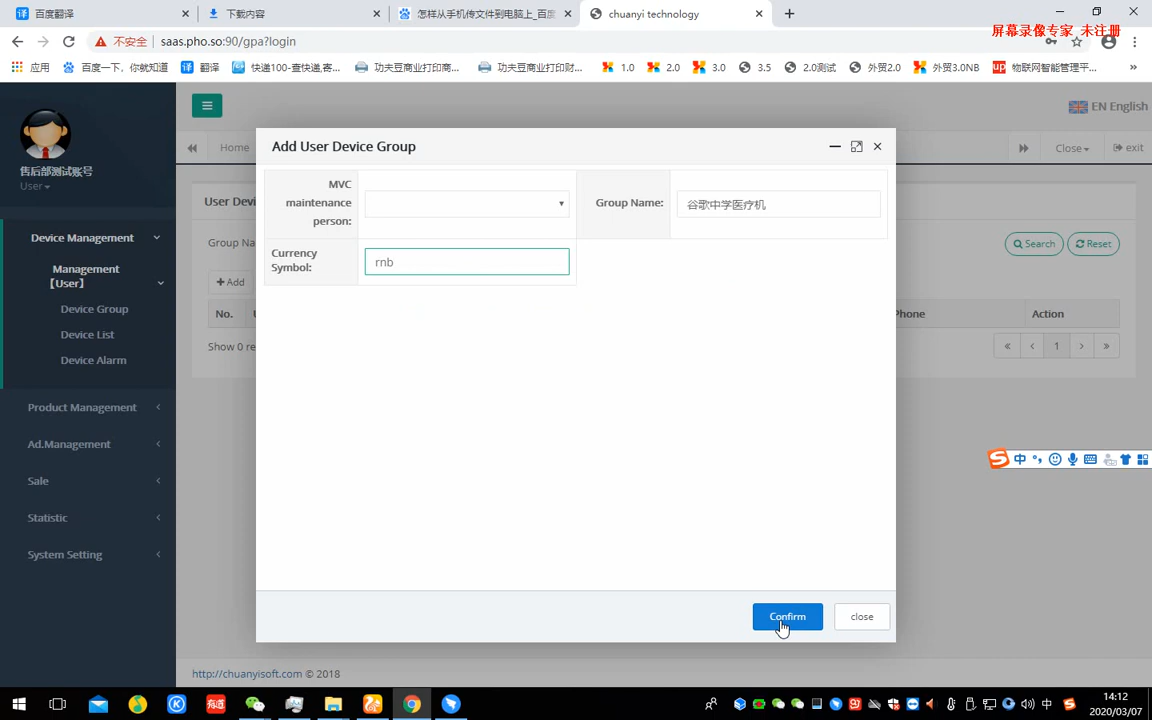 百度翻译
下载内容
怎样从手机传文件到电脑上_百度
chuanyi technology
屏幕录像专家 未注册
不安全
saas.pho.so:90/gpa?login
应用
百度一下，你就知道
翻译
快递100-查快递,寄...
功夫豆商业打印商...
功夫豆商业打印财...
1.0
2.0
3.0
3.5
2.0测试
外贸2.0
外贸3.0NB
物联网智能管理平...
EN English
售后部测试账号
User
Home
Close
exit
Add User Device Group
User Devi
MVC
maintenance
person:
Group Name:
谷歌中学医疗机
Currency
Symbol:
rnb
Group Na
Search
Reset
+Add
No.
Phone
Action
Show 0 re
1
Device Management
Management
【User】
Device Group
Device List
Device Alarm
Product Management
Ad.Management
Sale
Statistic
System Setting
中
Confirm
close
http://chuanyisoft.com © 2018
有道
中
14:12
2020/03/07